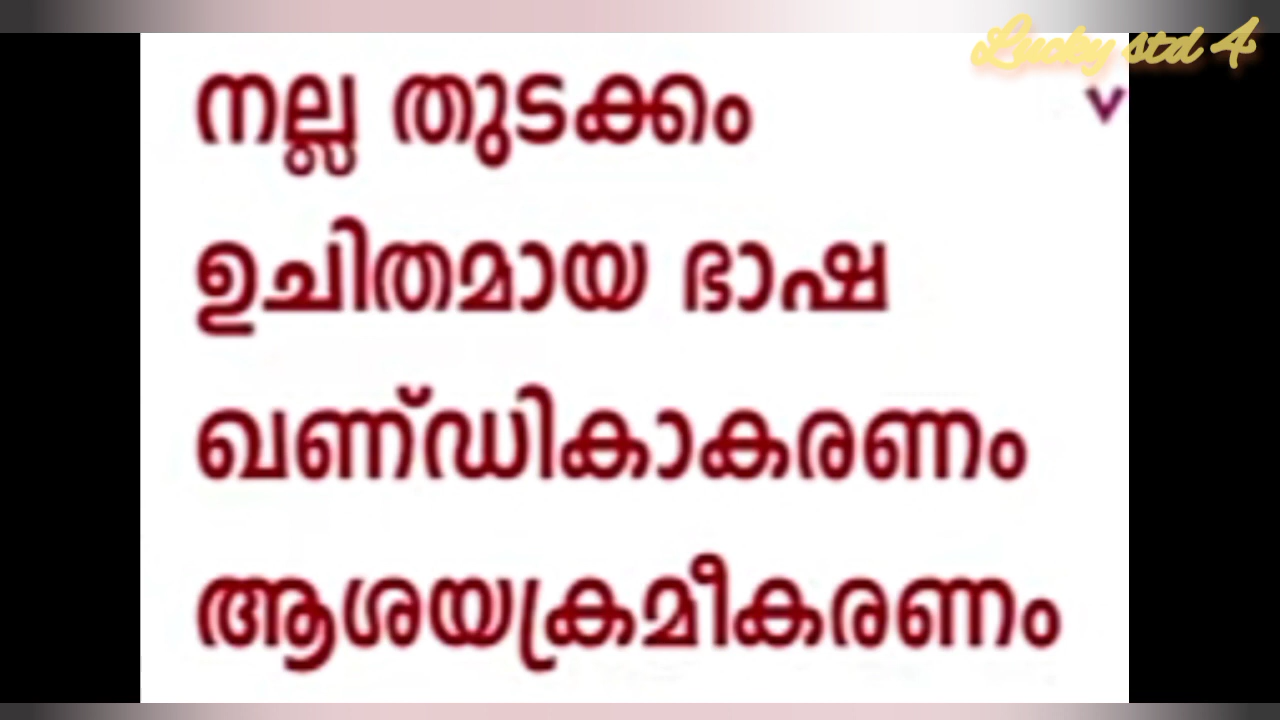 Lucky std 4
നല്ല തുടക്കം
ഉചിതമായ ഭാഷ
ഖണ്ഡികാകരണം
ആശയക്രമീകരണം